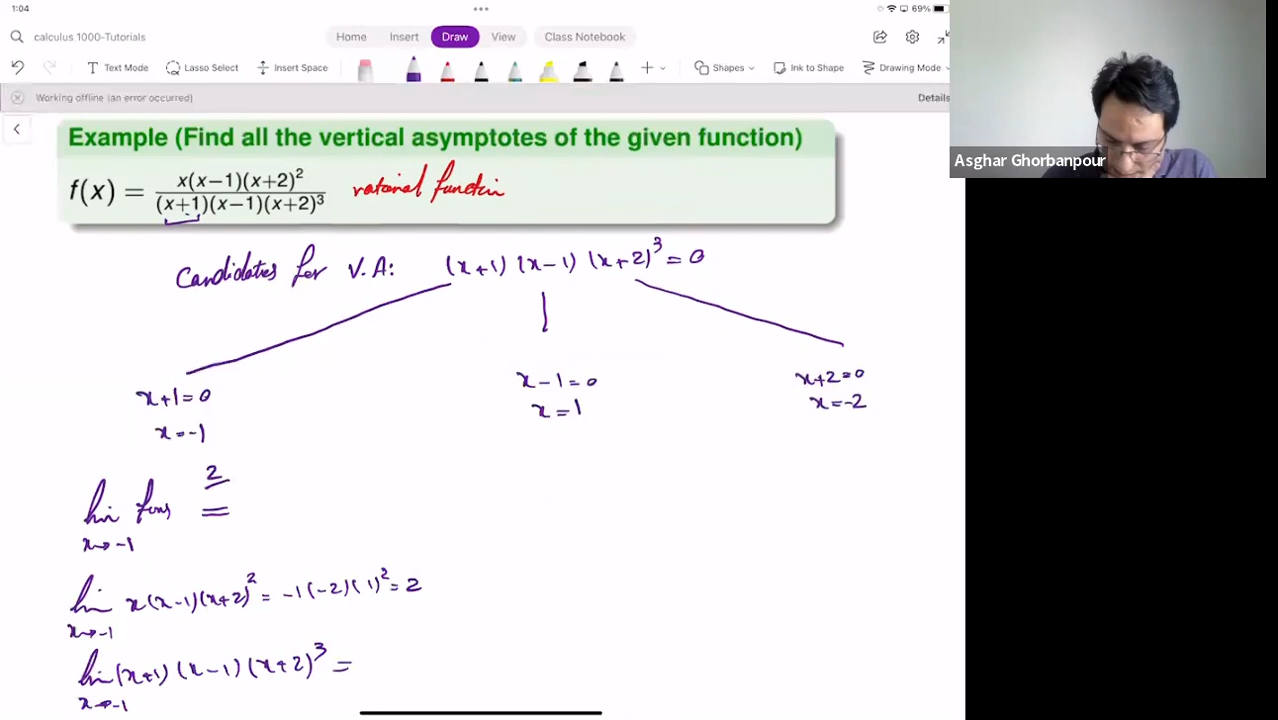 1:04
69%
calculus 1000-Tutorials
Home Insert Draw View Class Notebook
Text Mode Lasso Select Insert Space Shapes Ink to Shape Drawing Mode
Working offline (an error occurred) Details
Example (Find all the vertical asymptotes of the given function)
f(x) = x(x−1)(x+2)² / (x+1)(x−1)(x+2)³ rational function
Candidates for V.A: (x+1)(x−1)(x+2)³ = 0
x+1=0 x−1=0 x+2=0
x=-1 x=1 x=-2
2
lim f(x) =
x→-1
lim x(x−1)(x+2)² = -1(-2)(1)² = 2
x→-1
lim (x+1)(x−1)(x+2)³ =
x→-1
Asghar Ghorbanpour